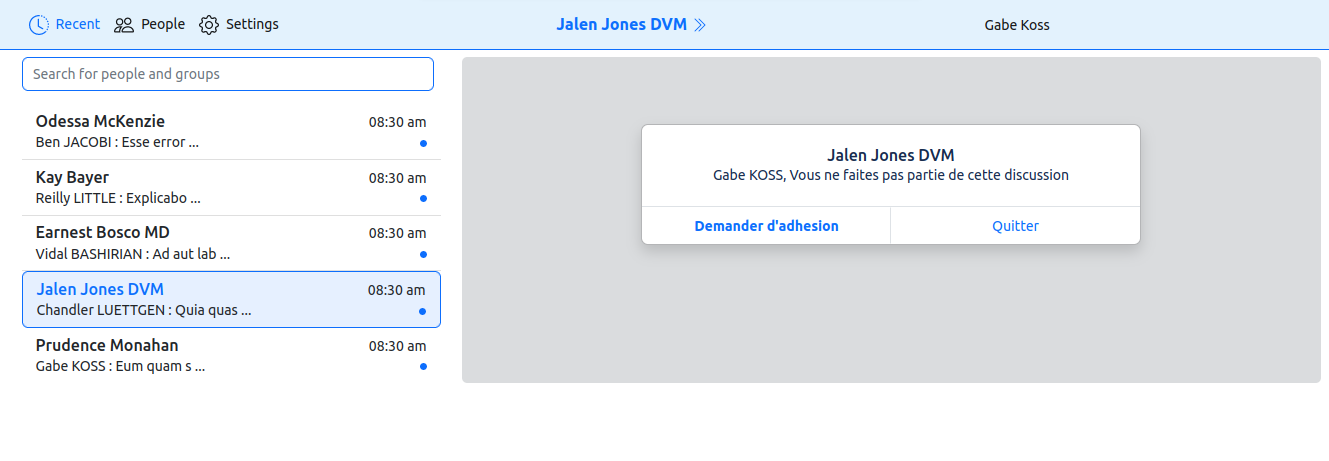 Recent People Settings Jalen Jones DVM Gabe Koss
Search for people and groups
Odessa McKenzie 08:30 am
Ben JACOBI : Esse error ...
Kay Bayer 08:30 am
Reilly LITTLE : Explicabo ...
Earnest Bosco MD 08:30 am
Vidal BASHIRIAN : Ad aut lab ...
Jalen Jones DVM 08:30 am
Chandler LUETTGEN : Quia quas ...
Prudence Monahan 08:30 am
Gabe KOSS : Eum quam s ...
Jalen Jones DVM
Gabe KOSS, Vous ne faites pas partie de cette discussion
Demander d'adhesion Quitter